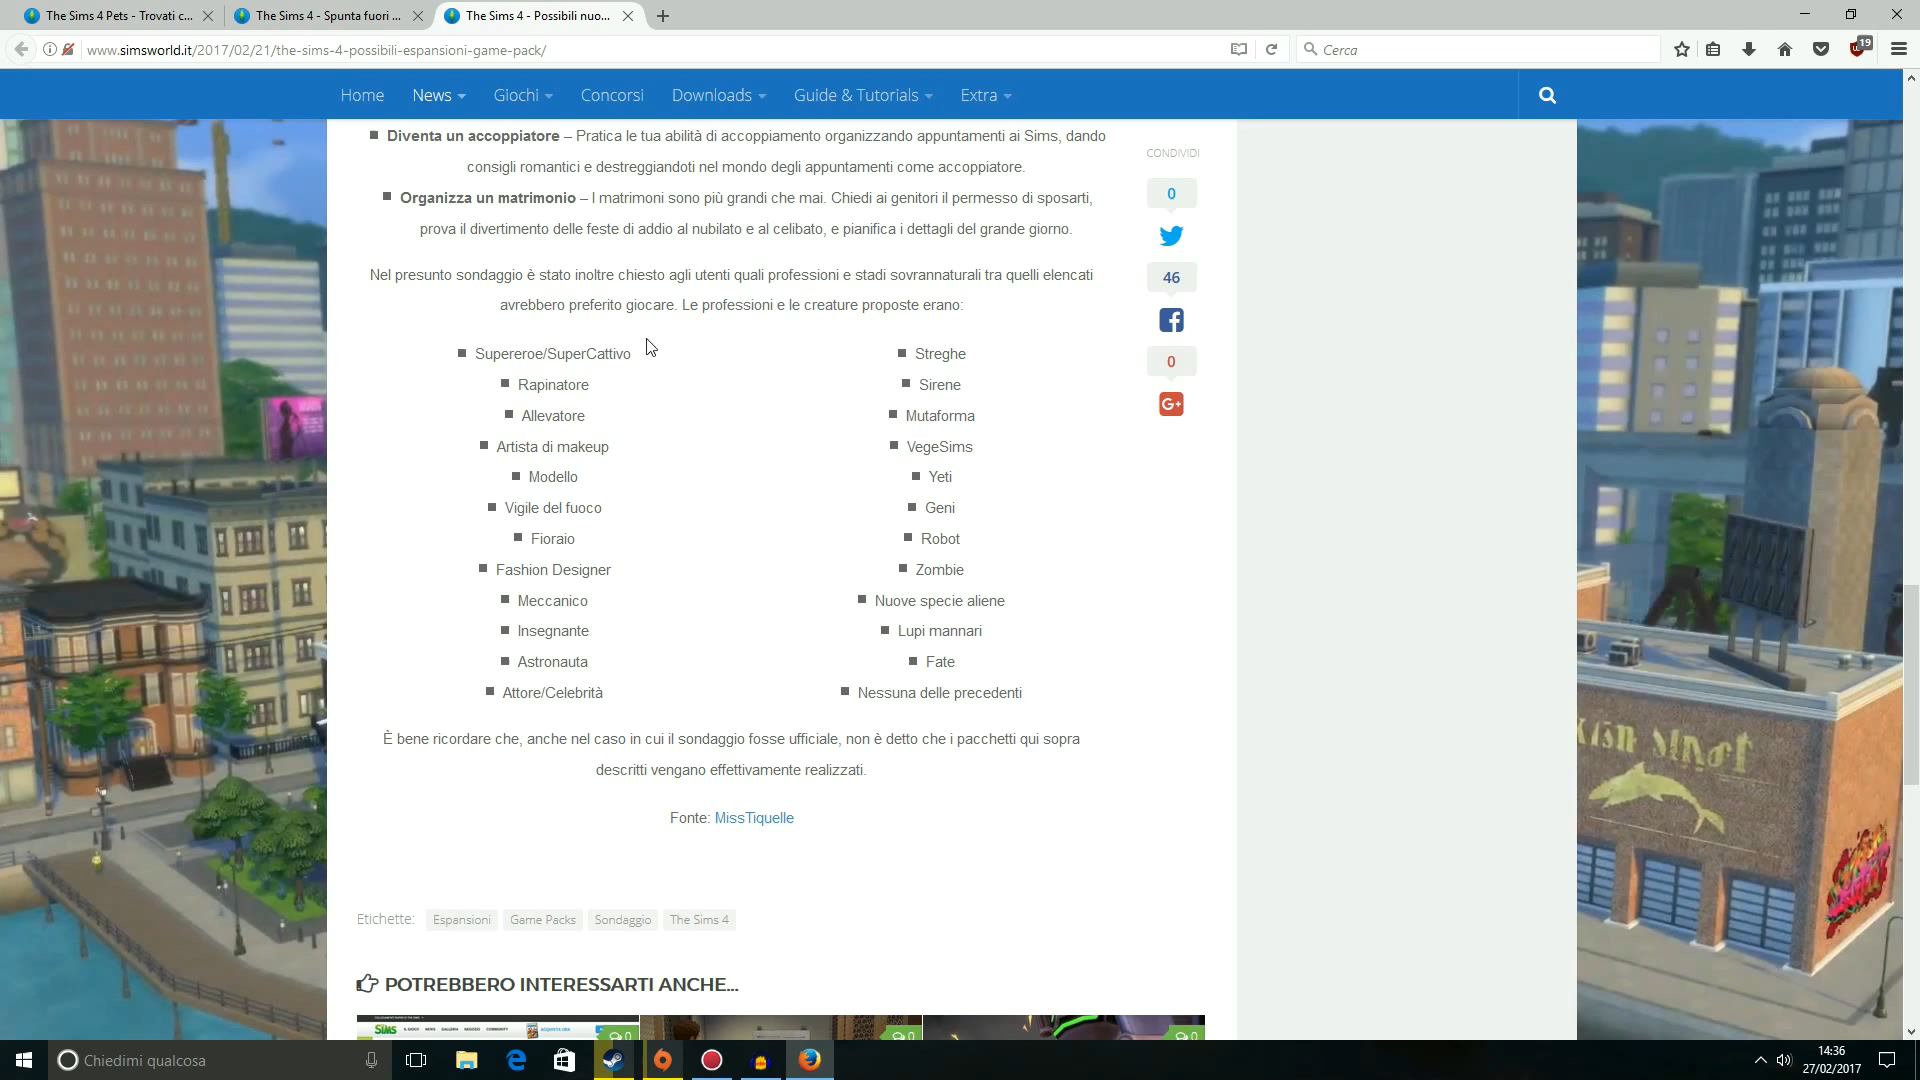 The Sims 4 Pets - Trovati c...
The Sims 4 - Spunta fuori ...
The Sims 4 - Possibili nuo...
www.simsworld.it/2017/02/21/the-sims-4-possibili-espansioni-game-pack/
Cerca
19
Home News Giochi Concorsi Downloads Guide & Tutorials Extra
Diventa un accoppiatore – Pratica le tua abilità di accoppiamento organizzando appuntamenti ai Sims, dando
consigli romantici e destreggiandoti nel mondo degli appuntamenti come accoppiatore.
Organizza un matrimonio – I matrimoni sono più grandi che mai. Chiedi ai genitori il permesso di sposarti,
prova il divertimento delle feste di addio al nubilato e al celibato, e pianifica i dettagli del grande giorno.
Nel presunto sondaggio è stato inoltre chiesto agli utenti quali professioni e stadi sovrannaturali tra quelli elencati
avrebbero preferito giocare. Le professioni e le creature proposte erano:
Supereroe/SuperCattivo
Rapinatore
Allevatore
Artista di makeup
Modello
Vigile del fuoco
Fioraio
Fashion Designer
Meccanico
Insegnante
Astronauta
Attore/Celebrità
Streghe
Sirene
Mutaforma
VegeSims
Yeti
Geni
Robot
Zombie
Nuove specie aliene
Lupi mannari
Fate
Nessuna delle precedenti
È bene ricordare che, anche nel caso in cui il sondaggio fosse ufficiale, non è detto che i pacchetti qui sopra
descritti vengano effettivamente realizzati.
Fonte: MissTiquelle
CONDIVIDI
0
46
0
G+
Etichette: Espansioni Game Packs Sondaggio The Sims 4
POTREBBERO INTERESSARTI ANCHE...
SIMS
0
0
0
Chiedimi qualcosa
14:36
27/02/2017